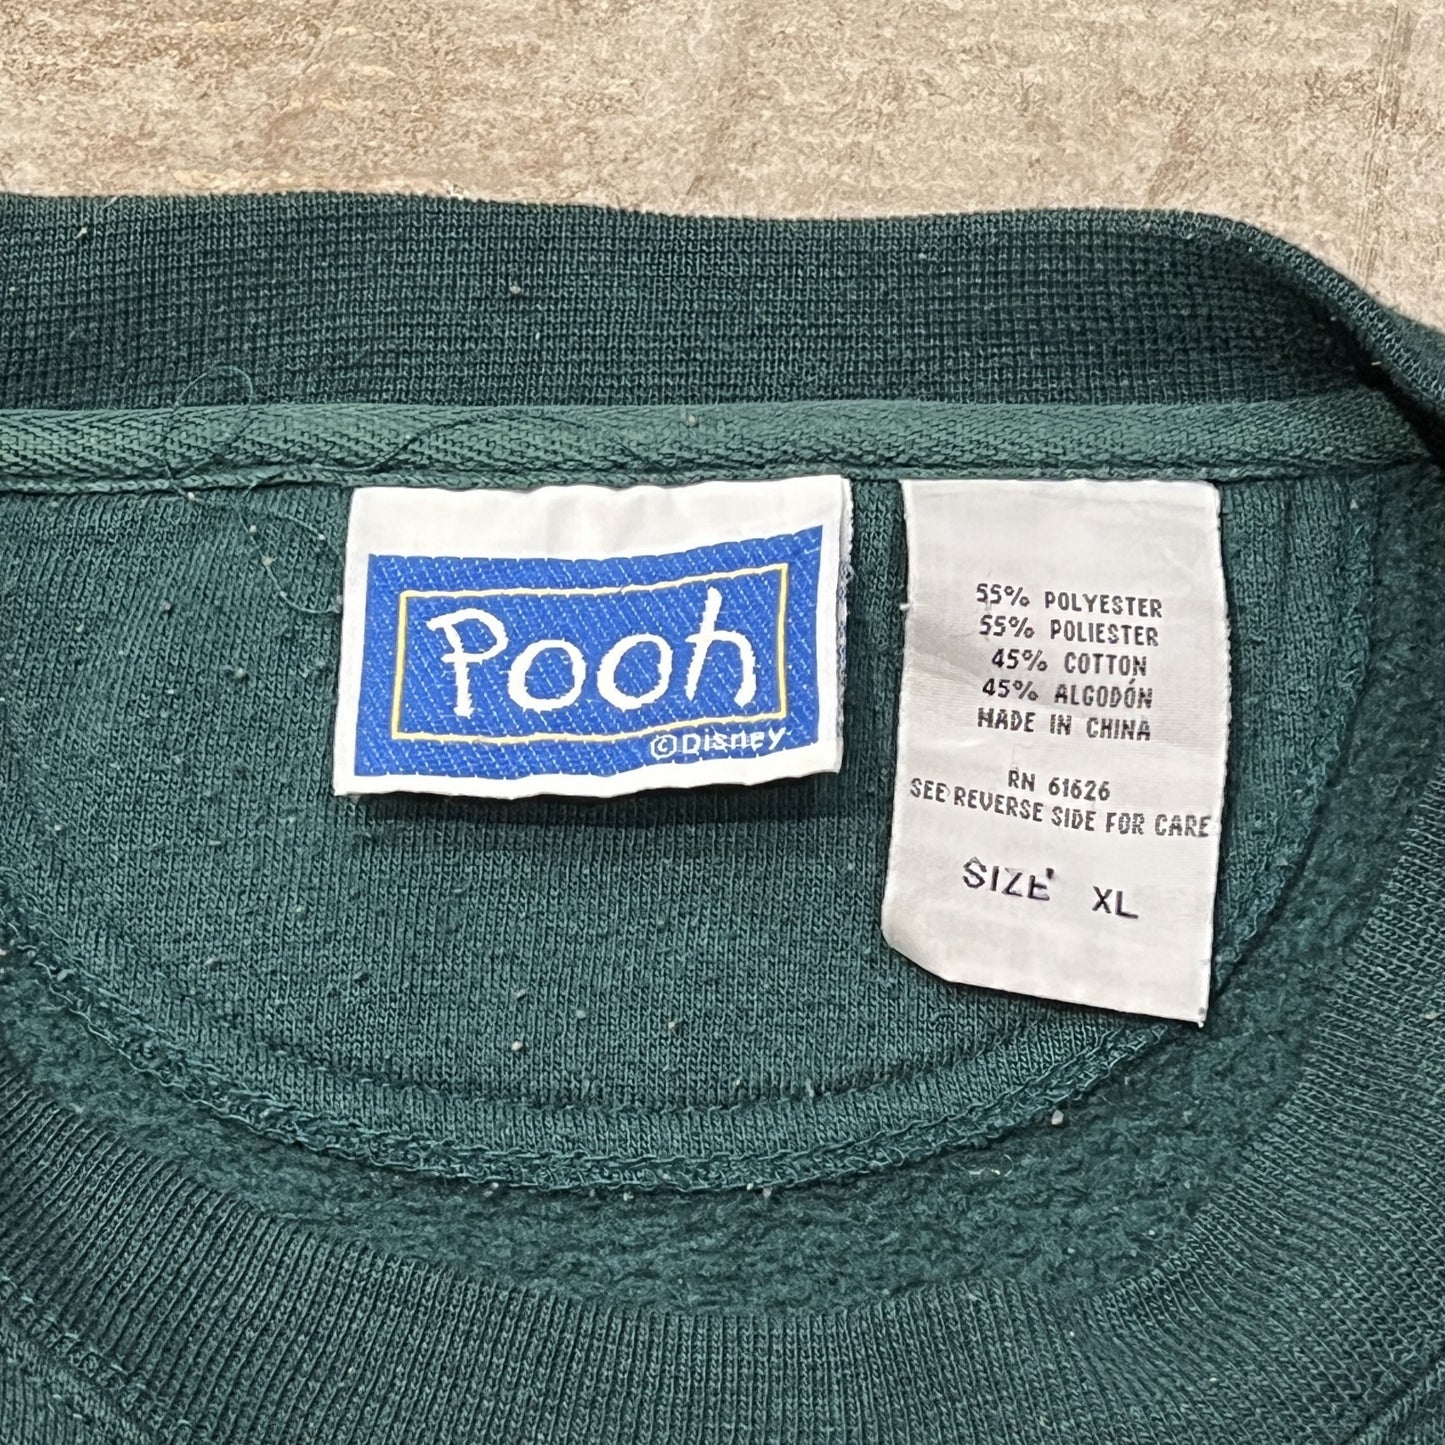 Pooh
©Disney
55% POLYESTER
55% POLIESTER
45% COTTON
45% ALGODÓN
MADE IN CHINA
RN 61626
SEE REVERSE SIDE FOR CARE
SIZE XL